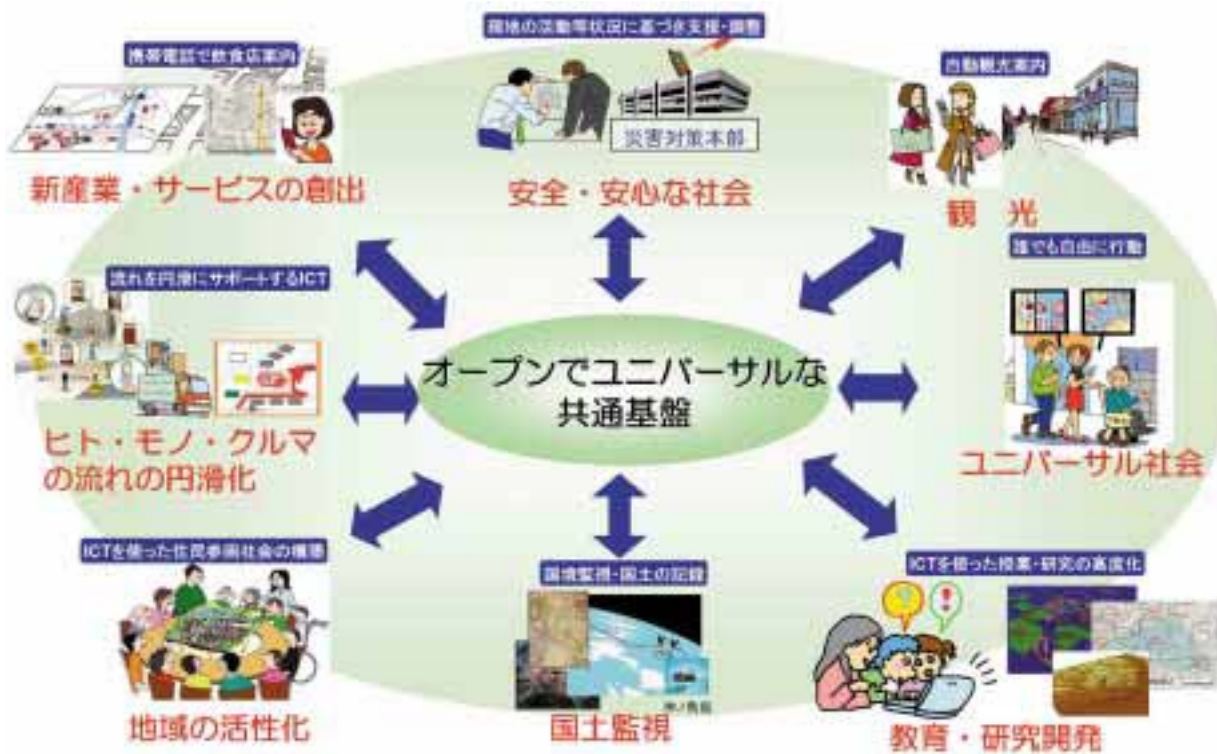 現地の活動等状況に基づき支援・調整
携帯電話で飲食店案内
自動観光案内
災害対策本部
新産業・サービスの創出
安全・安心な社会
観 光
誰でも自由に行動
流れを円滑にサポートするICT
オープンでユニバーサルな
共通基盤
ヒト・モノ・クルマ
の流れの円滑化
ユニバーサル社会
ICTを使った住民参画社会の構築
国境監視・国土の記録
ICTを使った授業・研究の高度化
地域の活性化
国土監視
教育・研究開発